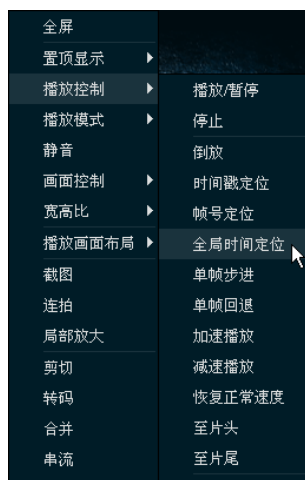 全屏
置顶显示
播放控制
播放模式
静音
画面控制
宽高比
播放画面布局
截图
连拍
局部放大
剪切
转码
合并
串流
播放/暂停
停止
倒放
时间戳定位
帧号定位
全局时间定位
单帧步进
单帧回退
加速播放
减速播放
恢复正常速度
至片头
至片尾